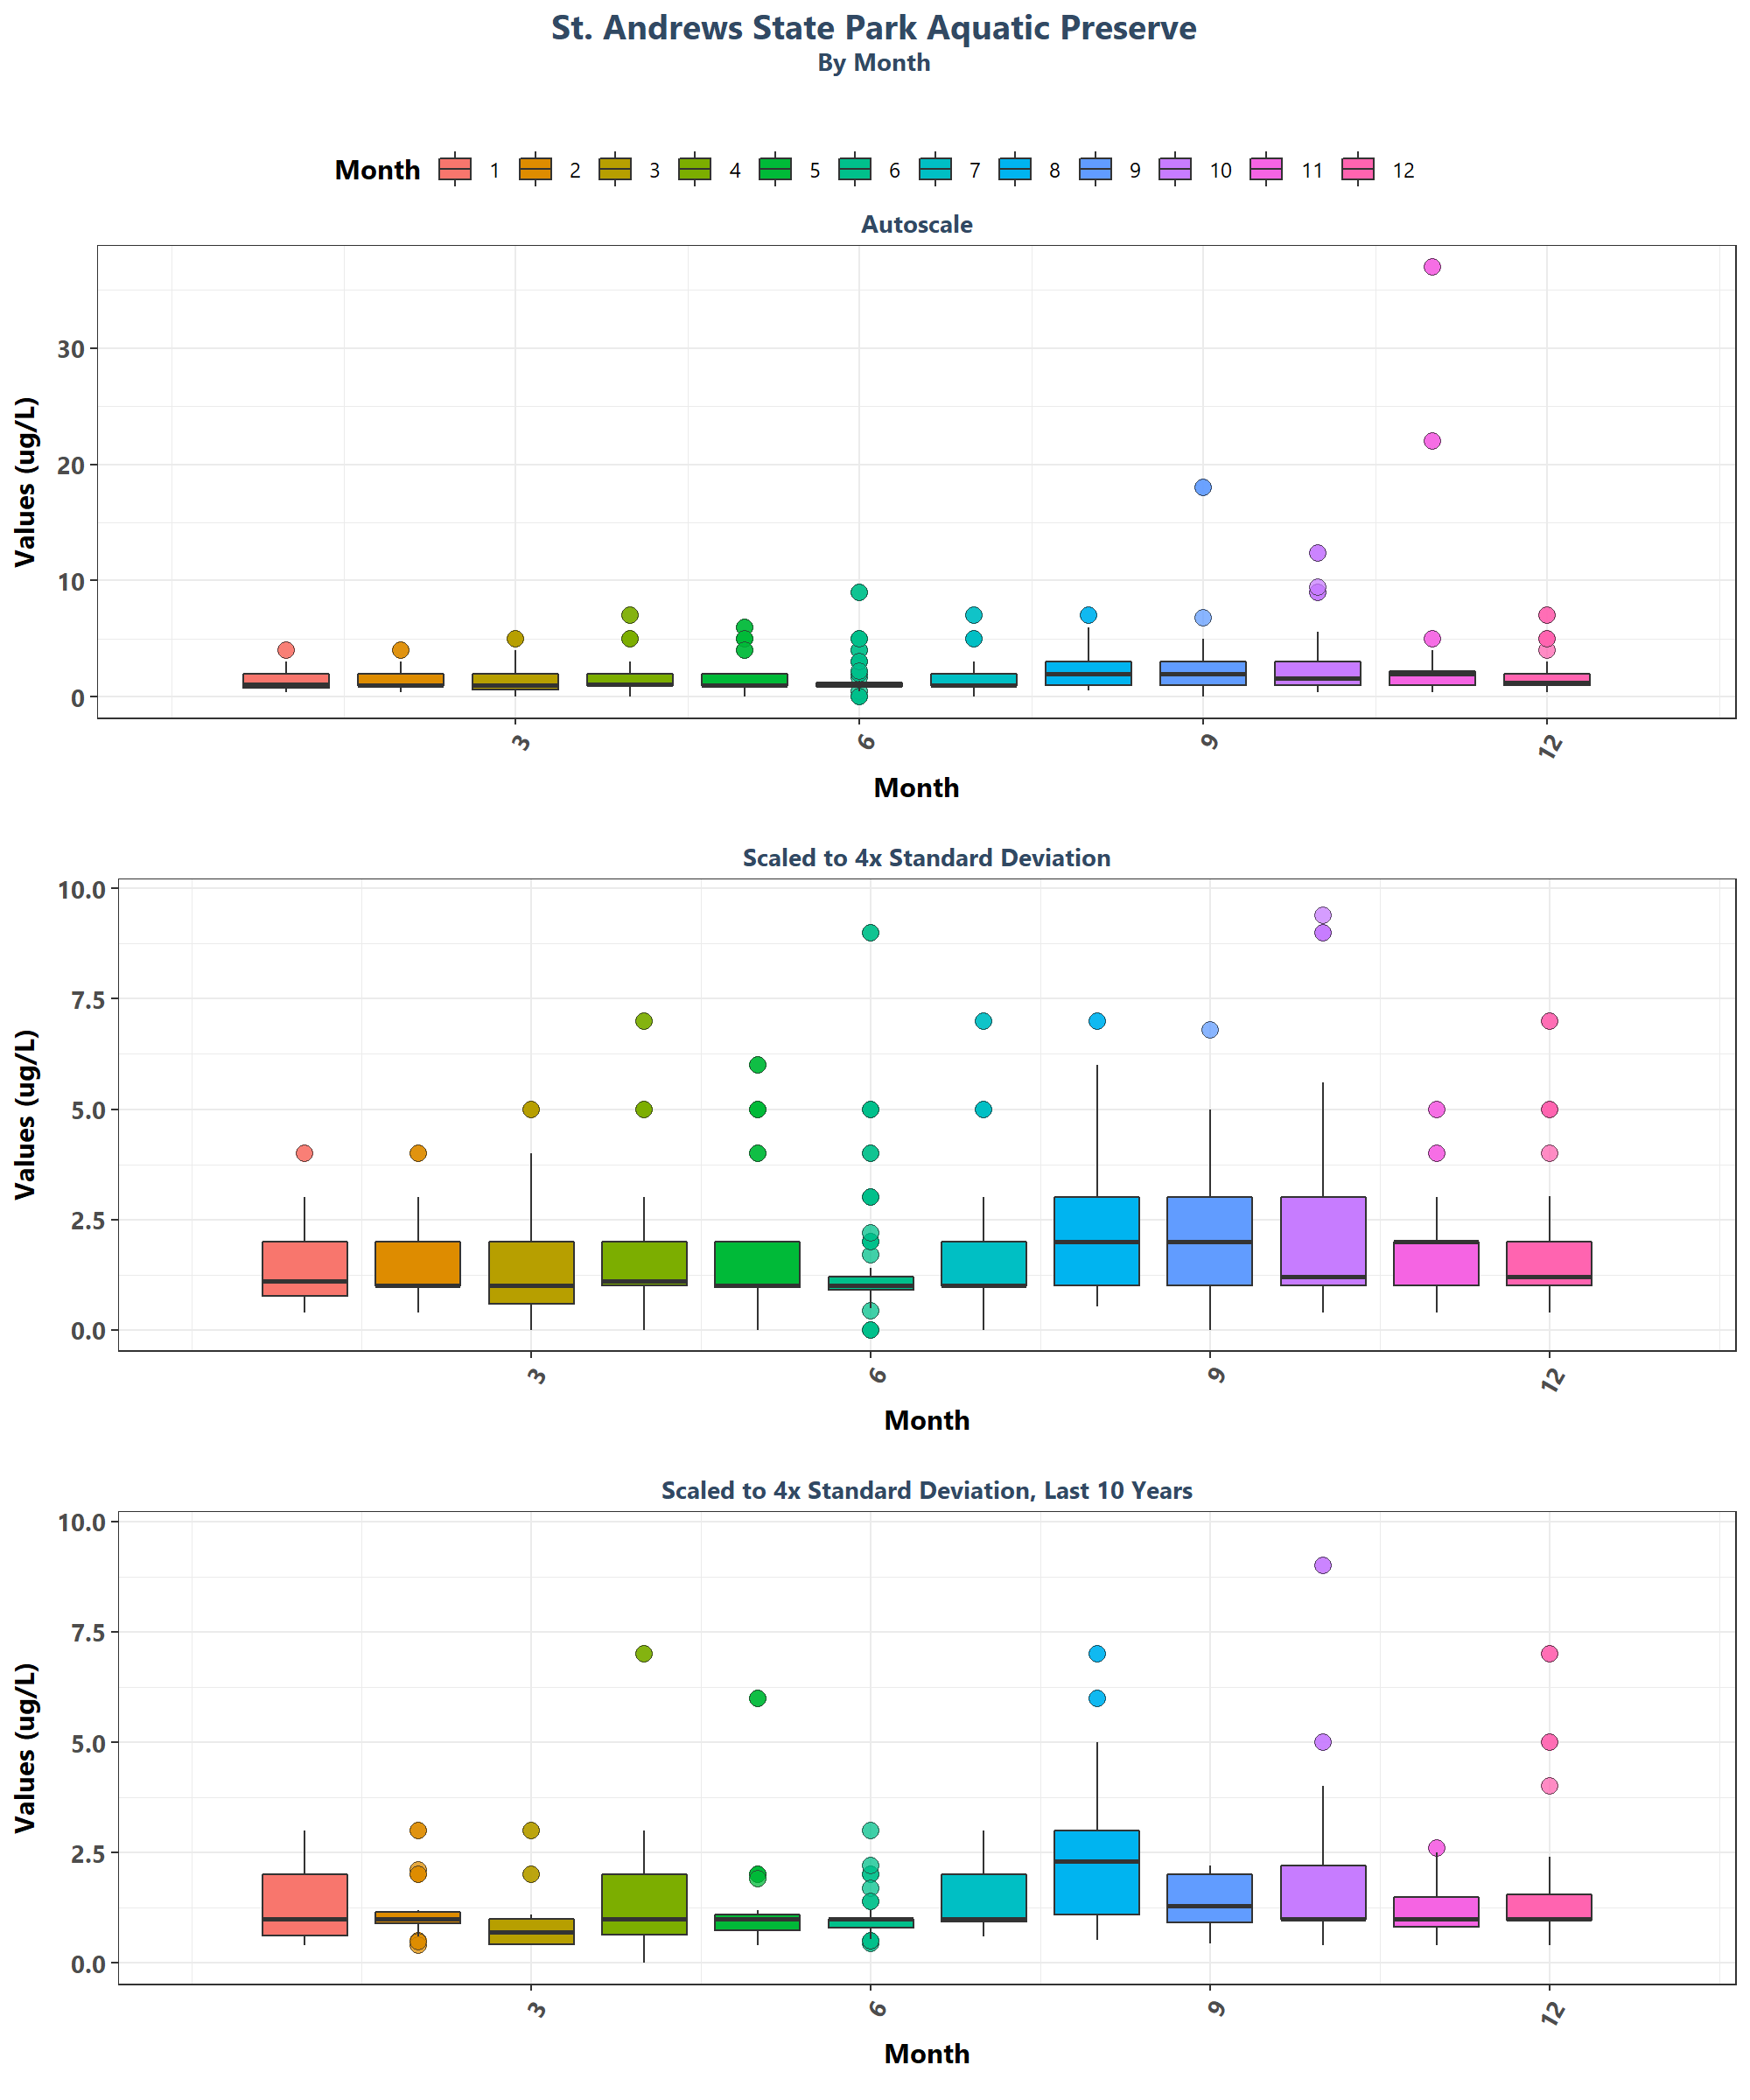 St. Andrews State Park Aquatic Preserve
By Month
Month 1 2 3 4 5 6 7 8 9 10 11 12
Autoscale
Values (ug/L)
30
20
10
0
3 6 9 12
Month
Scaled to 4x Standard Deviation
Values (ug/L)
10.0
7.5
5.0
2.5
0.0
3 6 9 12
Month
Scaled to 4x Standard Deviation, Last 10 Years
Values (ug/L)
10.0
7.5
5.0
2.5
0.0
3 6 9 12
Month